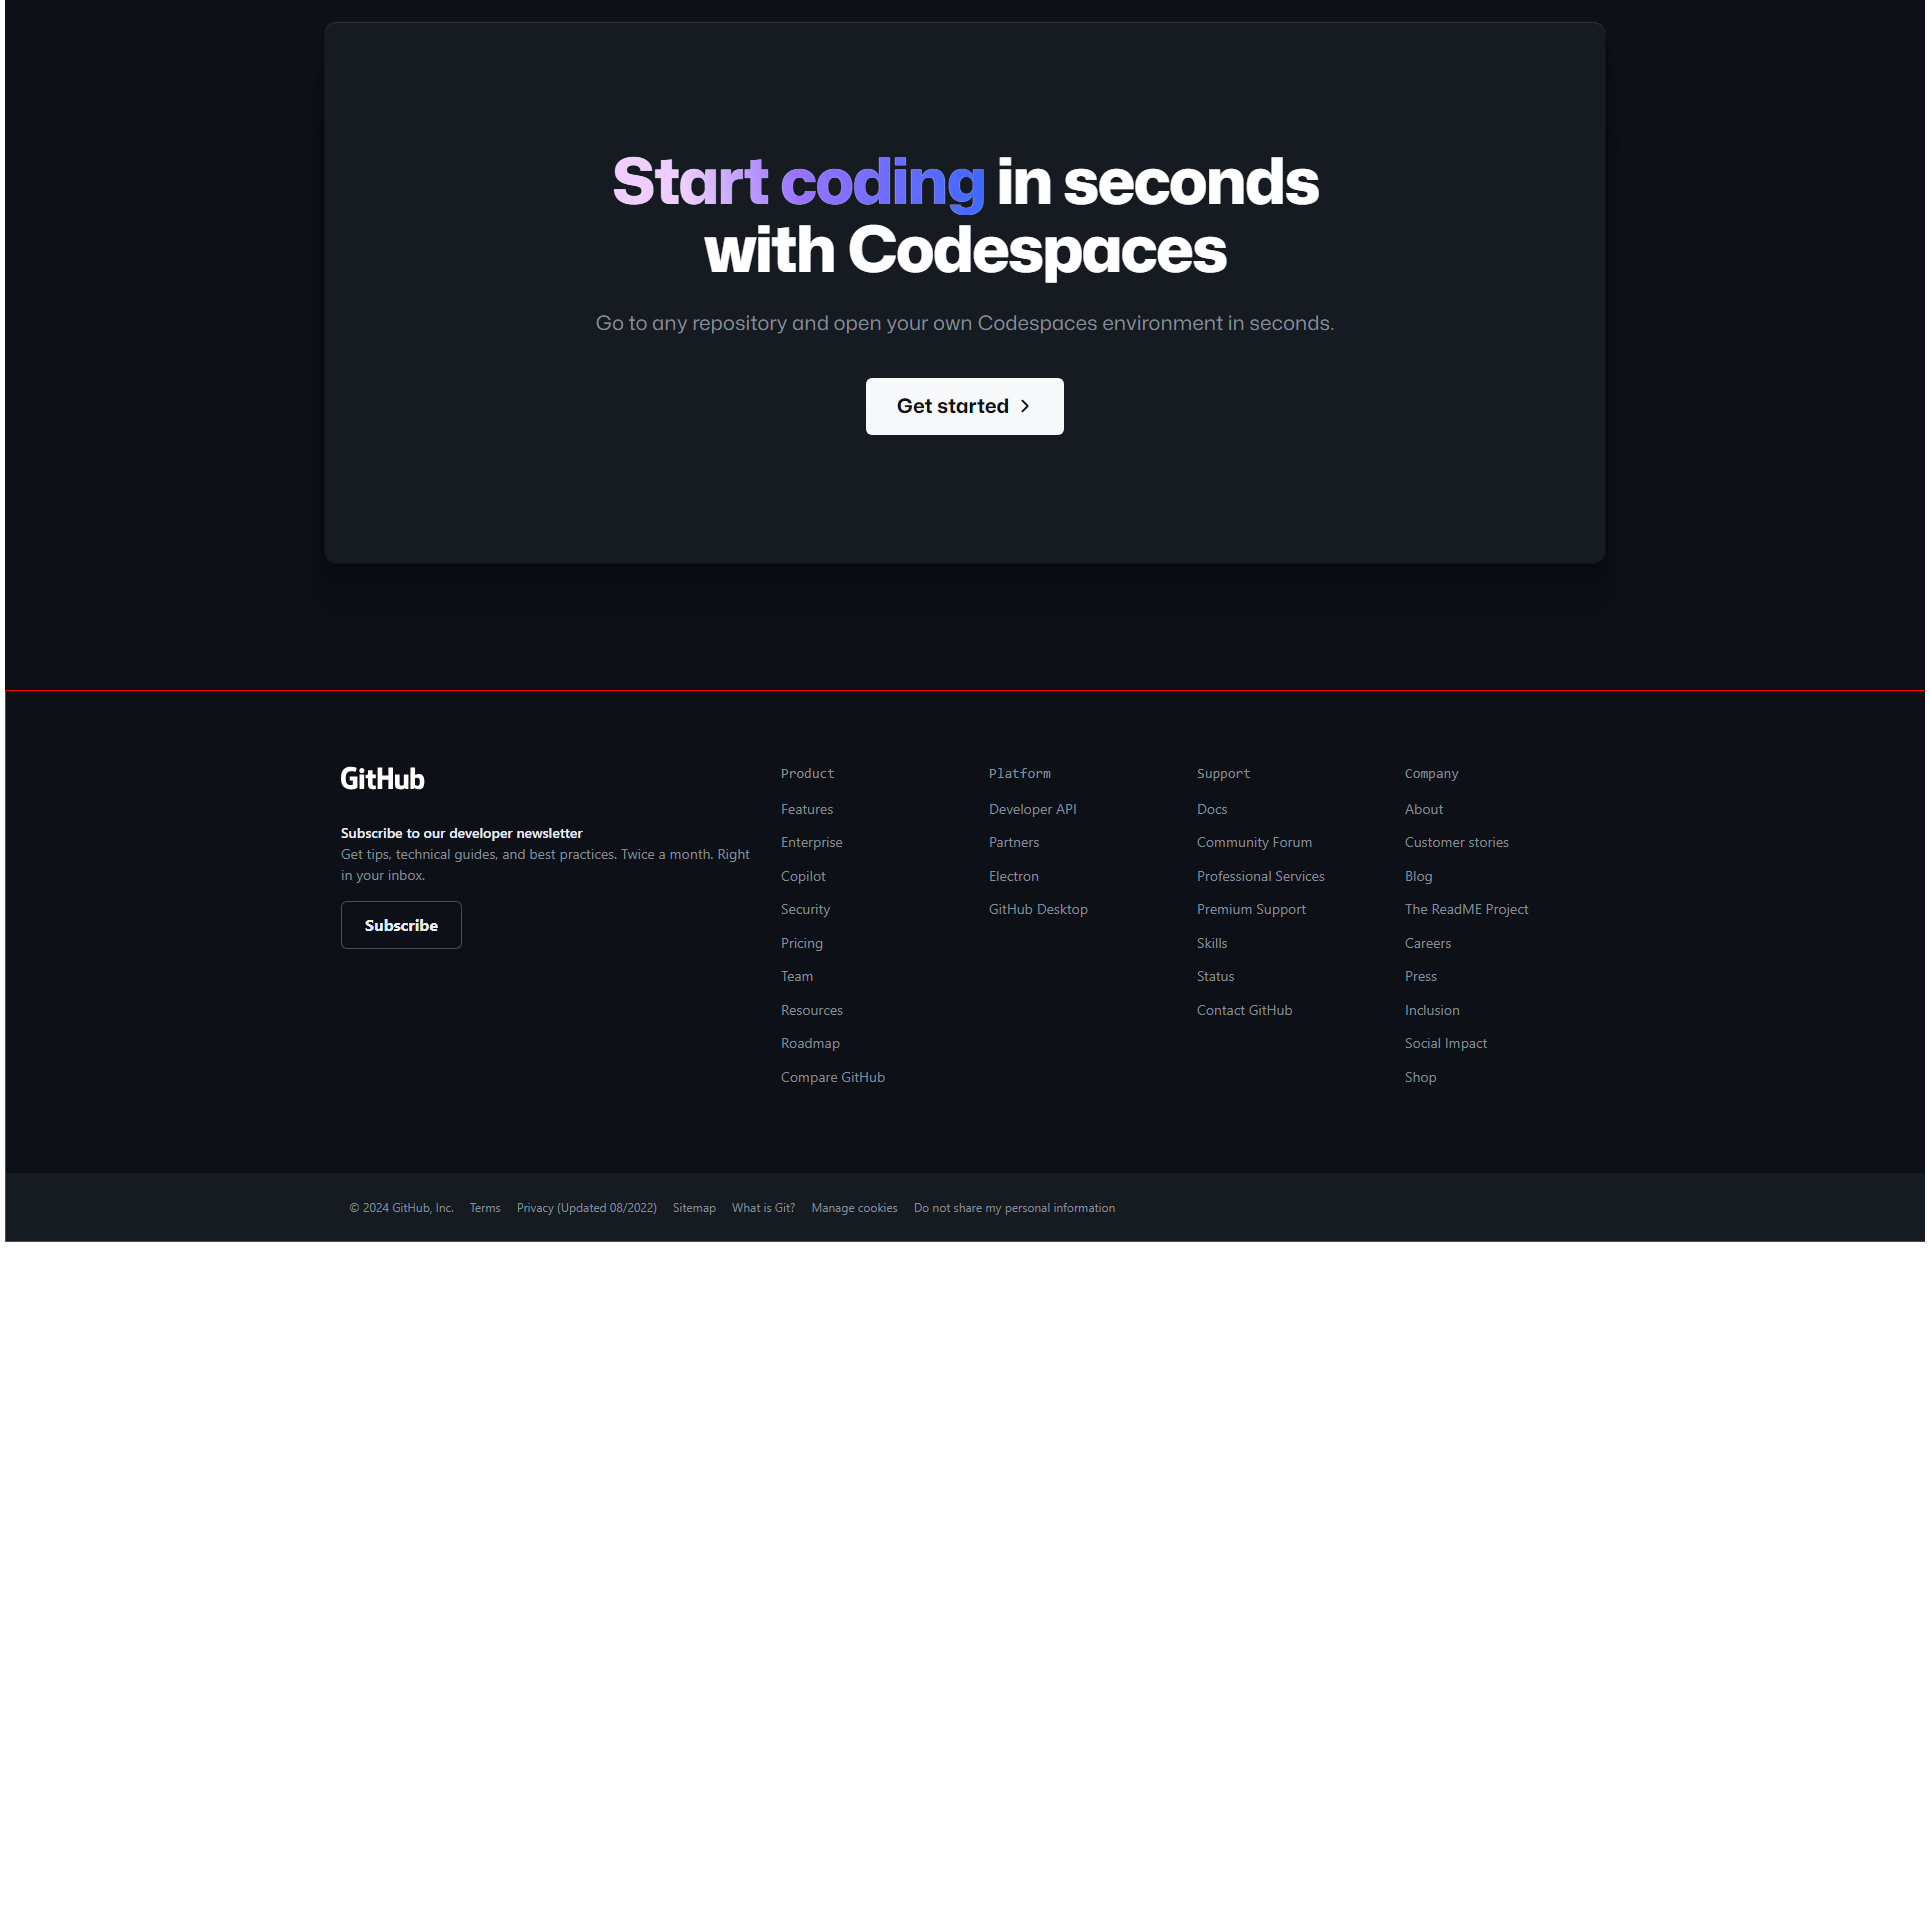 Start coding in seconds
with Codespaces
Go to any repository and open your own Codespaces environment in seconds.
Get started
GitHub
Subscribe to our developer newsletter
Get tips, technical guides, and best practices. Twice a month. Right
in your inbox.
Subscribe
Product
Features
Enterprise
Copilot
Security
Pricing
Team
Resources
Roadmap
Compare GitHub
Platform
Developer API
Partners
Electron
GitHub Desktop
Support
Docs
Community Forum
Professional Services
Premium Support
Skills
Status
Contact GitHub
Company
About
Customer stories
Blog
The ReadME Project
Careers
Press
Inclusion
Social Impact
Shop
© 2024 GitHub, Inc. Terms Privacy (Updated 08/2022) Sitemap What is Git? Manage cookies Do not share my personal information